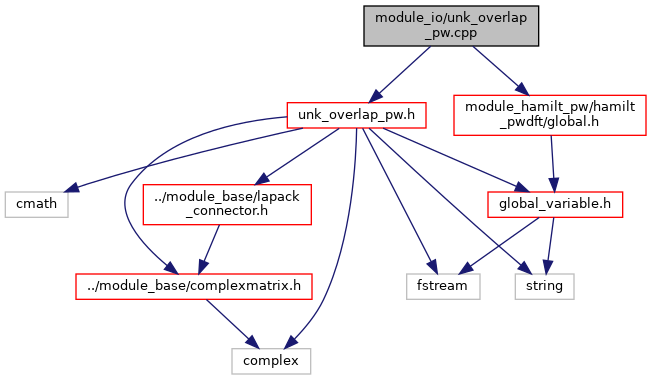 module_io/unk_overlap
_pw.cpp
unk_overlap_pw.h
module_hamilt_pw/hamilt
_pwdft/global.h
cmath
../module_base/lapack
_connector.h
global_variable.h
../module_base/complexmatrix.h
fstream
string
complex